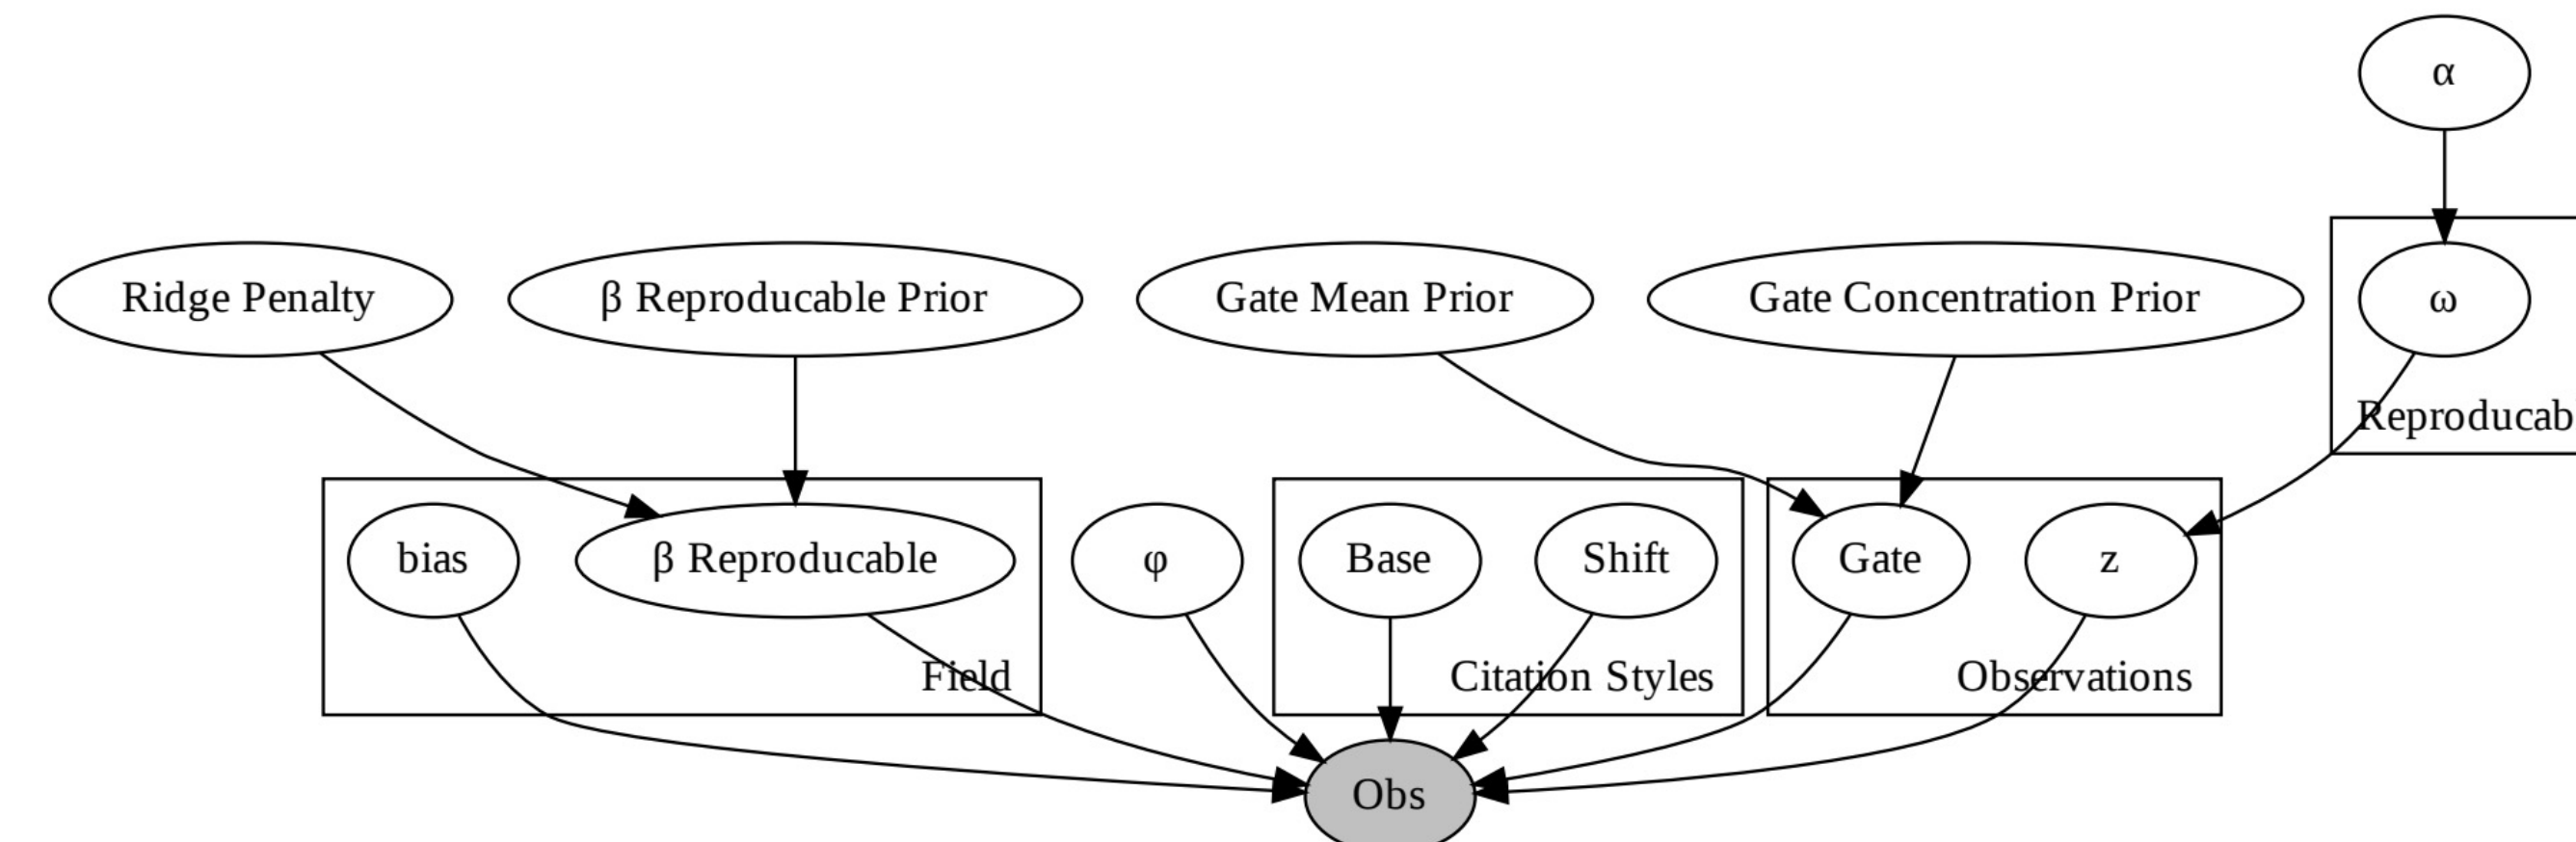 α
Ridge Penalty
β Reproducable Prior
Gate Mean Prior
Gate Concentration Prior
ω
Reproducab
bias
β Reproducable
φ
Base
Shift
Gate
z
Field
Citation Styles
Observations
Obs